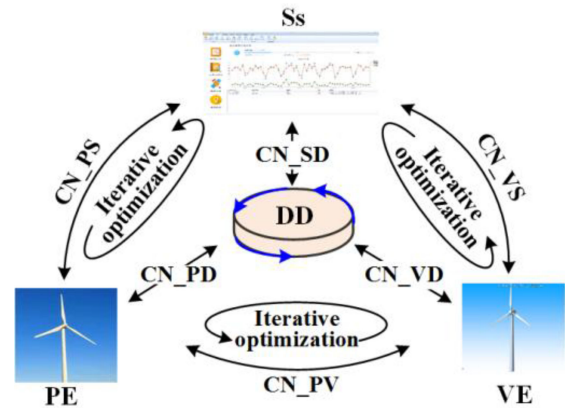 Ss
CN_PS
Iterative
optimization
CN_SD
Iterative
optimization
CN_VS
DD
CN_PD
CN_VD
Iterative
optimization
CN_PV
PE
VE